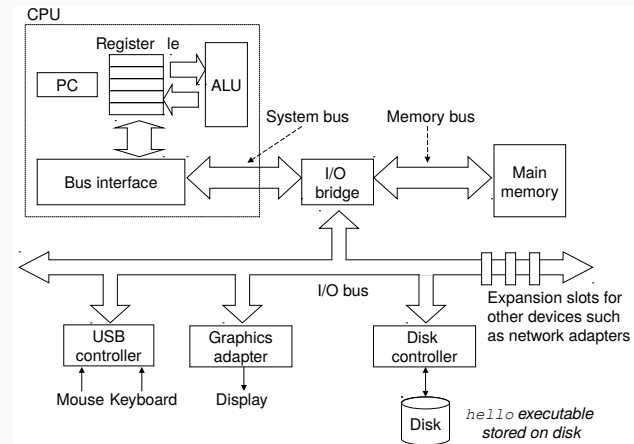 CPU
Register le
PC
ALU
System bus
Memory bus
Bus interface
I/O
bridge
Main
memory
I/O bus
Expansion slots for
other devices such
as network adapters
USB
controller
Graphics
adapter
Disk
controller
Mouse Keyboard
Display
Disk
hello executable
stored on disk